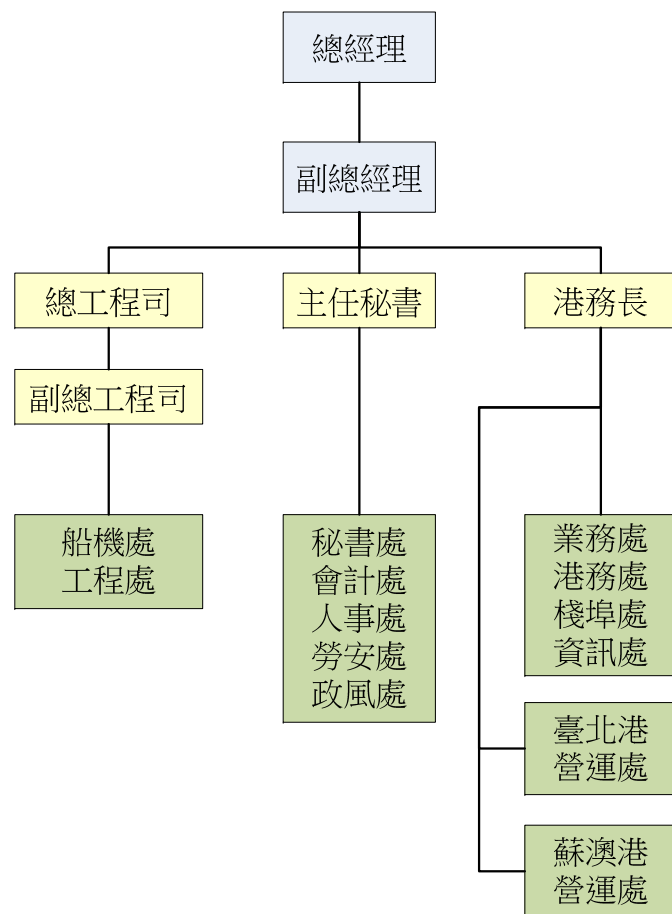 總經理
副總經理
總工程司
主任秘書
港務長
副總工程司
船機處
工程處
秘書處
會計處
人事處
勞安處
政風處
業務處
港務處
棧埠處
資訊處
臺北港
營運處
蘇澳港
營運處